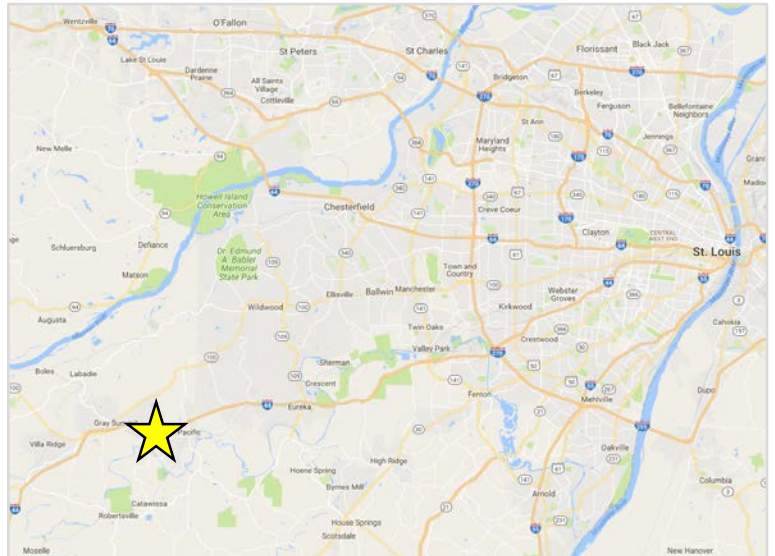 Wentzville
O'Fallon
St Peters
St Charles
Florissant
Black Jack
Lake St Louis
Dardenne
Prairie
All Saints
Village
Cottleville
Bridgeton
Berkeley
Ferguson
Bellefontaine
Neighbors
St Ann
Jennings
New Melle
Maryland
Heights
Howell Island
Conservation
Area
Chesterfield
Creve Coeur
Clayton
CENTRAL
WEST END
St. Louis
Schluersburg
Defiance
Matson
Dr. Edmund
A. Babler
Memorial
State Park
Town and
Country
Webster
Groves
Augusta
Wildwood
Ellisville
Ballwin
Manchester
Kirkwood
Cahokia
Twin Oaks
Crestwood
Valley Park
Boles
Labadie
Sherman
Crescent
Fenton
Mehlville
Dupo
Gray Summit
Pacific
Eureka
Villa Ridge
Oakville
Hoene Spring
High Ridge
Columbia
Catawissa
Byrnes Mill
Robertsville
Arnold
House Springs
Scotsdale
Moselle
New Hanover